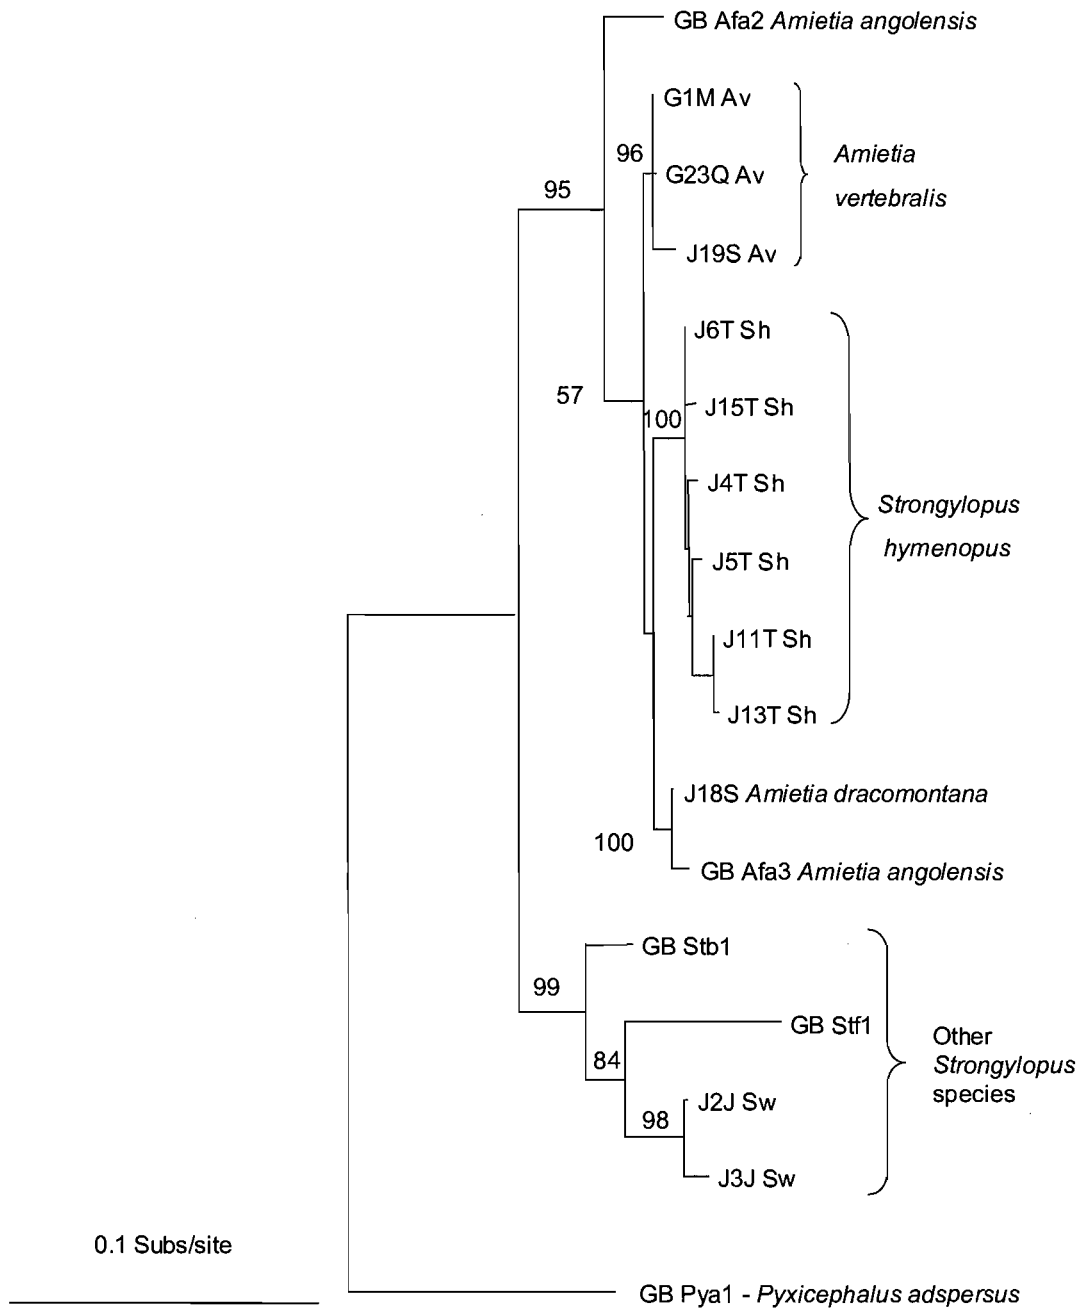 GB Afa2 Amietia angolensis
G1M Av
96
Amietia
G23Q Av
95
vertebralis
J19S Av
J6T Sh
57
J15T Sh
100
J4T Sh
Strongylopus
hymenopus
J5T Sh
J11T Sh
J13T Sh
J18S Amietia dracomontana
100
GB Afa3 Amietia angolensis
GB Stb1
99
GB Stf1
Other
84
Strongylopus
species
J2J Sw
98
J3J Sw
0.1 Subs/site
GB Pya1 - Pyxicephalus adspersus